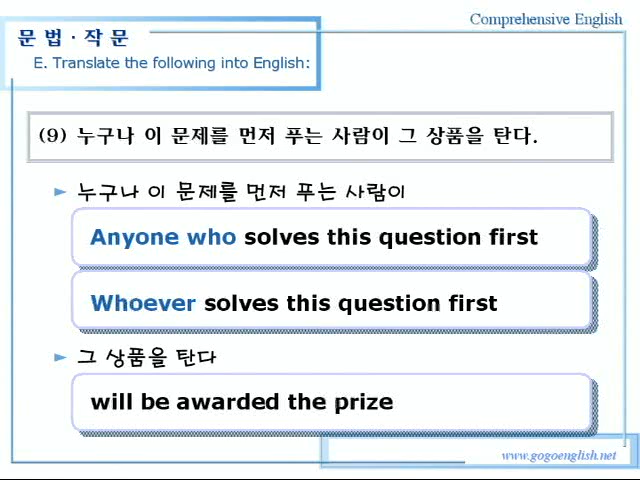 Comprehensive English
문 법 · 작 문
E. Translate the following into English:
(9) 누구나 이 문제를 먼저 푸는 사람이 그 상품을 탄다.
► 누구나 이 문제를 먼저 푸는 사람이
Anyone who solves this question first
Whoever solves this question first
► 그 상품을 탄다
will be awarded the prize
www.gogoenglish.net